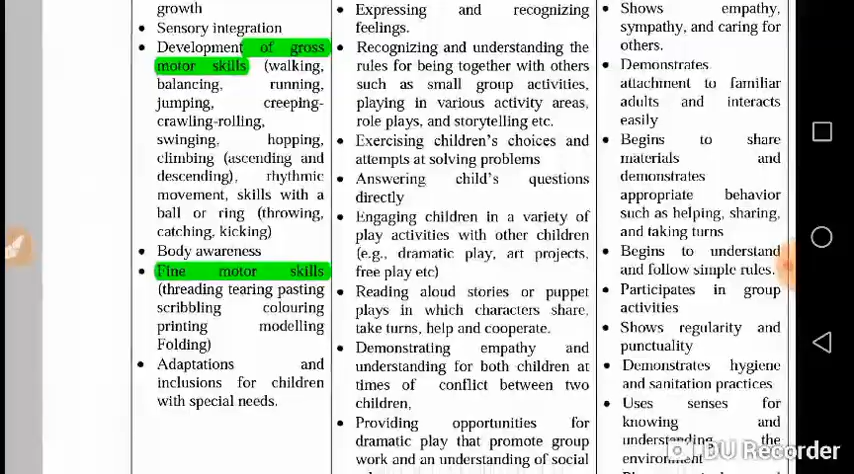 growth
• Sensory integration
• Development of gross
motor skills (walking,
balancing, running,
jumping, creeping-
crawling-rolling,
swinging, hopping,
climbing (ascending and
descending), rhythmic
movement, skills with a
ball or ring (throwing,
catching, kicking)
• Body awareness
• Fine motor skills
(threading tearing pasting
scribbling colouring
printing modelling
Folding)
• Adaptations and
inclusions for children
with special needs.
• Expressing and recognizing
feelings.
• Recognizing and understanding the
rules for being together with others
such as small group activities,
playing in various activity areas,
role plays, and storytelling etc.
• Exercising children's choices and
attempts at solving problems
• Answering child's questions
directly
• Engaging children in a variety of
play activities with other children
(e.g., dramatic play, art projects,
free play etc)
• Reading aloud stories or puppet
plays in which characters share,
take turns, help and cooperate.
• Demonstrating empathy and
understanding for both children at
times of conflict between two
children,
• Providing opportunities for
dramatic play that promote group
work and an understanding of social
• Shows empathy,
sympathy, and caring for
others.
• Demonstrates
attachment to familiar
adults and interacts
easily
• Begins to share
materials and
demonstrates
appropriate behavior
such as helping, sharing,
and taking turns
• Begins to understand
and follow simple rules.
• Participates in group
activities
• Shows regularity and
punctuality
• Demonstrates hygiene
and sanitation practices
• Uses senses for
knowing and
understanding the
environment
DU Recorder